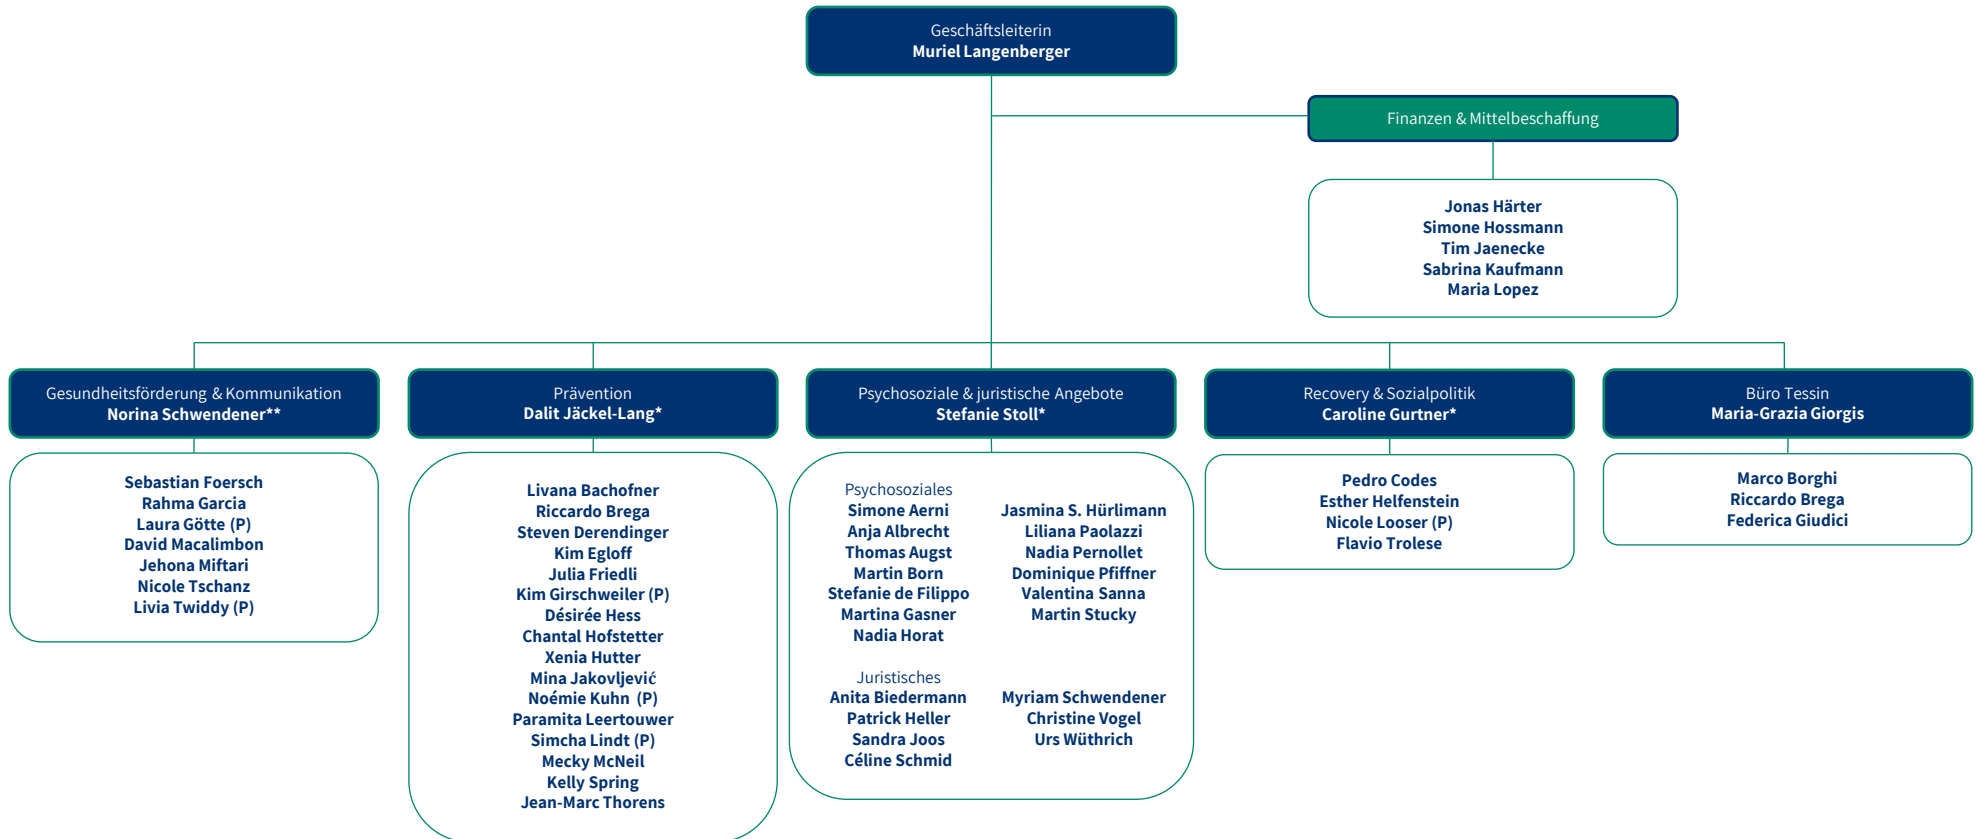 Geschäftsleiterin
Muriel Langenberger
Finanzen & Mittelbeschaffung
Jonas Härter
Simone Hossmann
Tim Jaenecke
Sabrina Kaufmann
Maria Lopez
Gesundheitsförderung & Kommunikation
Norina Schwendener**
Sebastian Foersch
Rahma Garcia
Laura Götte (P)
David Macalimbon
Jehona Miftari
Nicole Tschanz
Livia Twiddy (P)
Prävention
Dalit Jäckel-Lang*
Livana Bachofner
Riccardo Brega
Steven Derendinger
Kim Egloff
Julia Friedli
Kim Girschweiler (P)
Désirée Hess
Chantal Hofstetter
Xenia Hutter
Mina Jakovljević
Noémie Kuhn (P)
Paramita Leertouwer
Simcha Lindt (P)
Mecky McNeil
Kelly Spring
Jean-Marc Thorens
Psychosoziale & juristische Angebote
Stefanie Stoll*
Psychosoziales
Simone Aerni
Anja Albrecht
Thomas Augst
Martin Born
Stefanie de Filippo
Martina Gasner
Nadia Horat
Jasmina S. Hürlimann
Liliana Paolazzi
Nadia Pernollet
Dominique Pfiffner
Valentina Sanna
Martin Stucky
Juristisches
Anita Biedermann
Patrick Heller
Sandra Joos
Céline Schmid
Myriam Schwendener
Christine Vogel
Urs Wüthrich
Recovery & Sozialpolitik
Caroline Gurtner*
Pedro Codes
Esther Helfenstein
Nicole Looser (P)
Flavio Trolese
Büro Tessin
Maria-Grazia Giorgis
Marco Borghi
Riccardo Brega
Federica Giudici